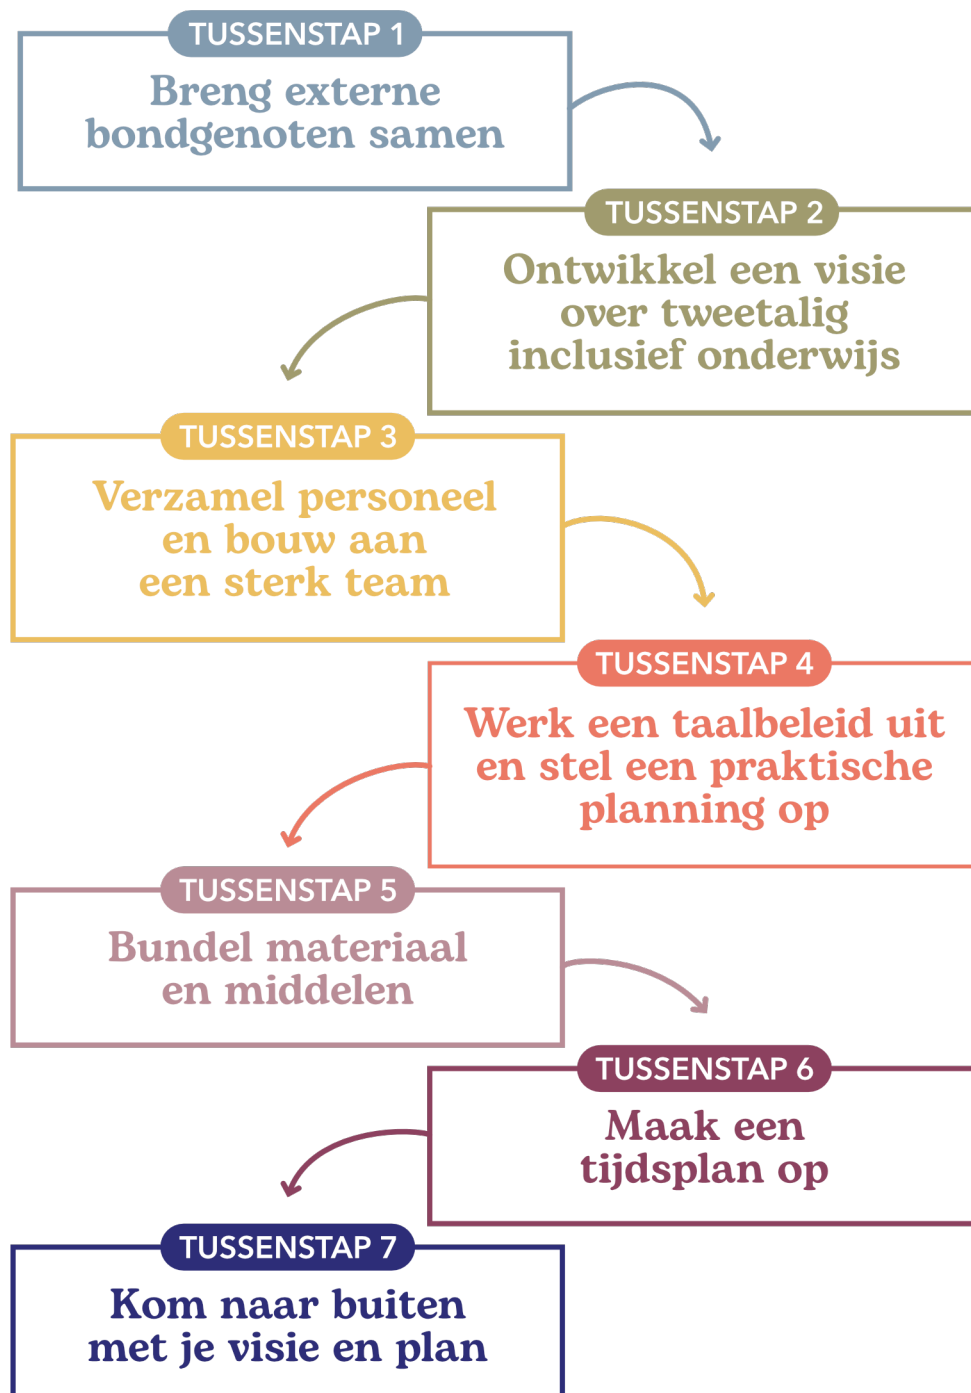 TUSSENSTAP 1
Breng externe
bondgenoten samen
TUSSENSTAP 2
Ontwikkel een visie
over tweetalig
inclusief onderwijs
TUSSENSTAP 3
Verzamel personeel
en bouw aan
een sterk team
TUSSENSTAP 4
Werk een taalbeleid uit
en stel een praktische
planning op
TUSSENSTAP 5
Bundel materiaal
en middelen
TUSSENSTAP 6
Maak een
tijdsplan op
TUSSENSTAP 7
Kom naar buiten
met je visie en plan